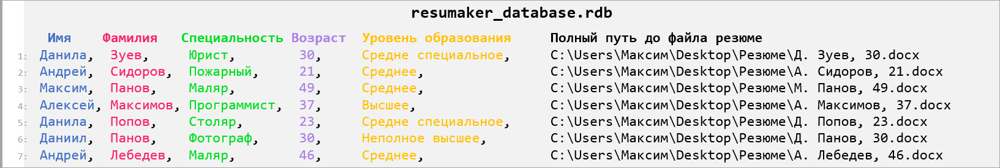 resumaker_database.rdb
Имя Фамилия Специальность Возраст Уровень образования Полный путь до файла резюме
1: Данила, Зуев, Юрист, 30, Средне специальное, C:\Users\Максим\Desktop\Резюме\Д. Зуев, 30.docx
2: Андрей, Сидоров, Пожарный, 21, Среднее, C:\Users\Максим\Desktop\Резюме\А. Сидоров, 21.docx
3: Максим, Панов, Маляр, 49, Среднее, C:\Users\Максим\Desktop\Резюме\М. Панов, 49.docx
4: Алексей, Максимов, Программист, 37, Высшее, C:\Users\Максим\Desktop\Резюме\А. Максимов, 37.docx
5: Данила, Попов, Столяр, 23, Средне специальное, C:\Users\Максим\Desktop\Резюме\Д. Попов, 23.docx
6: Даниил, Панов, Фотограф, 30, Неполное высшее, C:\Users\Максим\Desktop\Резюме\Д. Панов, 30.docx
7: Андрей, Лебедев, Маляр, 46, Среднее, C:\Users\Максим\Desktop\Резюме\А. Лебедев, 46.docx